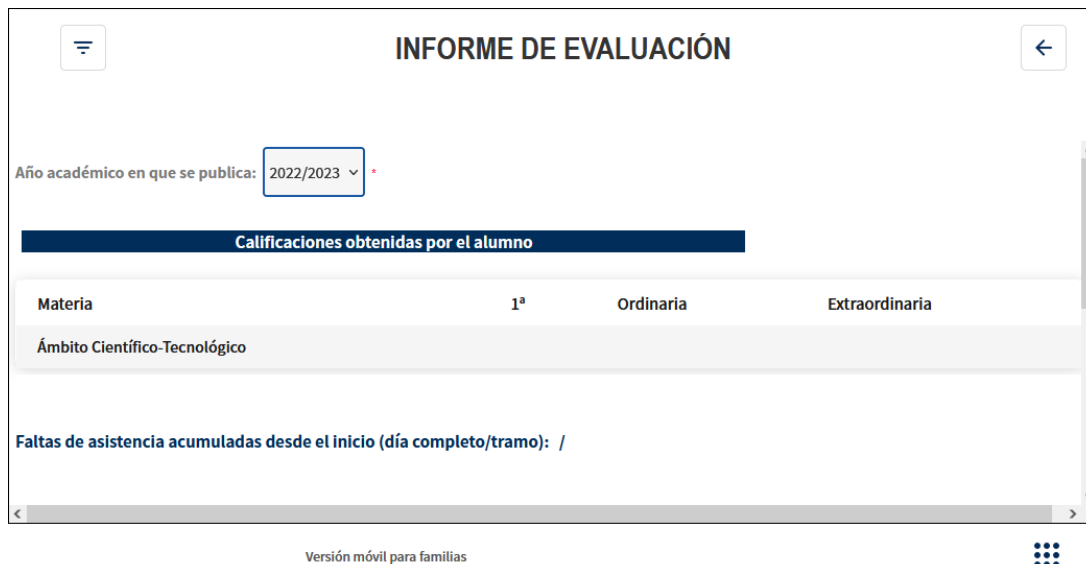 INFORME DE EVALUACIÓN
Año académico en que se publica: 2022/2023 *
Calificaciones obtenidas por el alumno
Materia 1ª Ordinaria Extraordinaria
Ámbito Científico-Tecnológico
Faltas de asistencia acumuladas desde el inicio (día completo/tramo): /
Versión móvil para familias